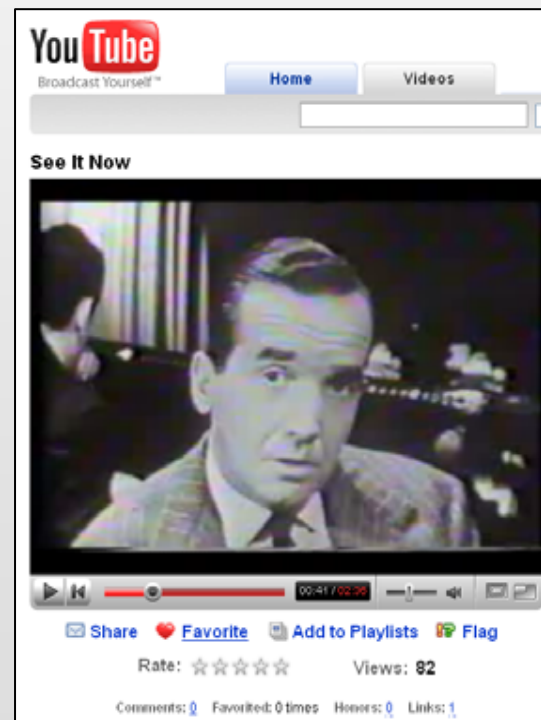 You Tube
Broadcast Yourself™
Home Videos
See It Now
00:41 / 02:36
Share Favorite Add to Playlists Flag
Rate: Views: 82
Comments: 0 Favorited: 0 times Honors: 0 Links: 1